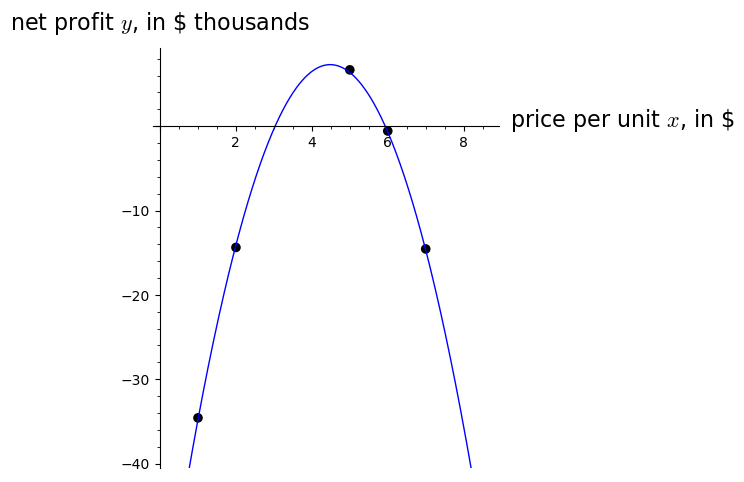 net profit y, in $ thousands
price per unit x, in $
2 4 6 8
−10
−20
−30
−40